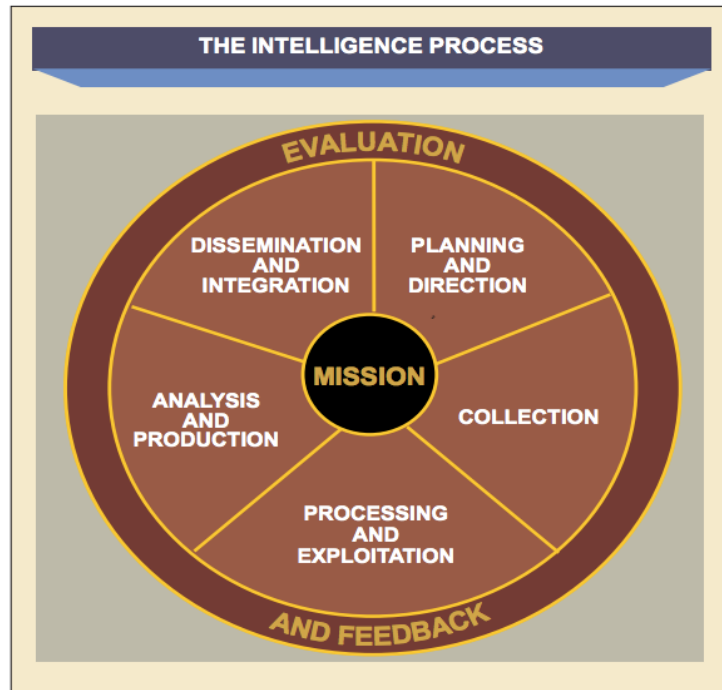 THE INTELLIGENCE PROCESS
EVALUATION
DISSEMINATION
AND
INTEGRATION
PLANNING
AND
DIRECTION
MISSION
ANALYSIS
AND
PRODUCTION
COLLECTION
PROCESSING
AND
EXPLOITATION
AND FEEDBACK